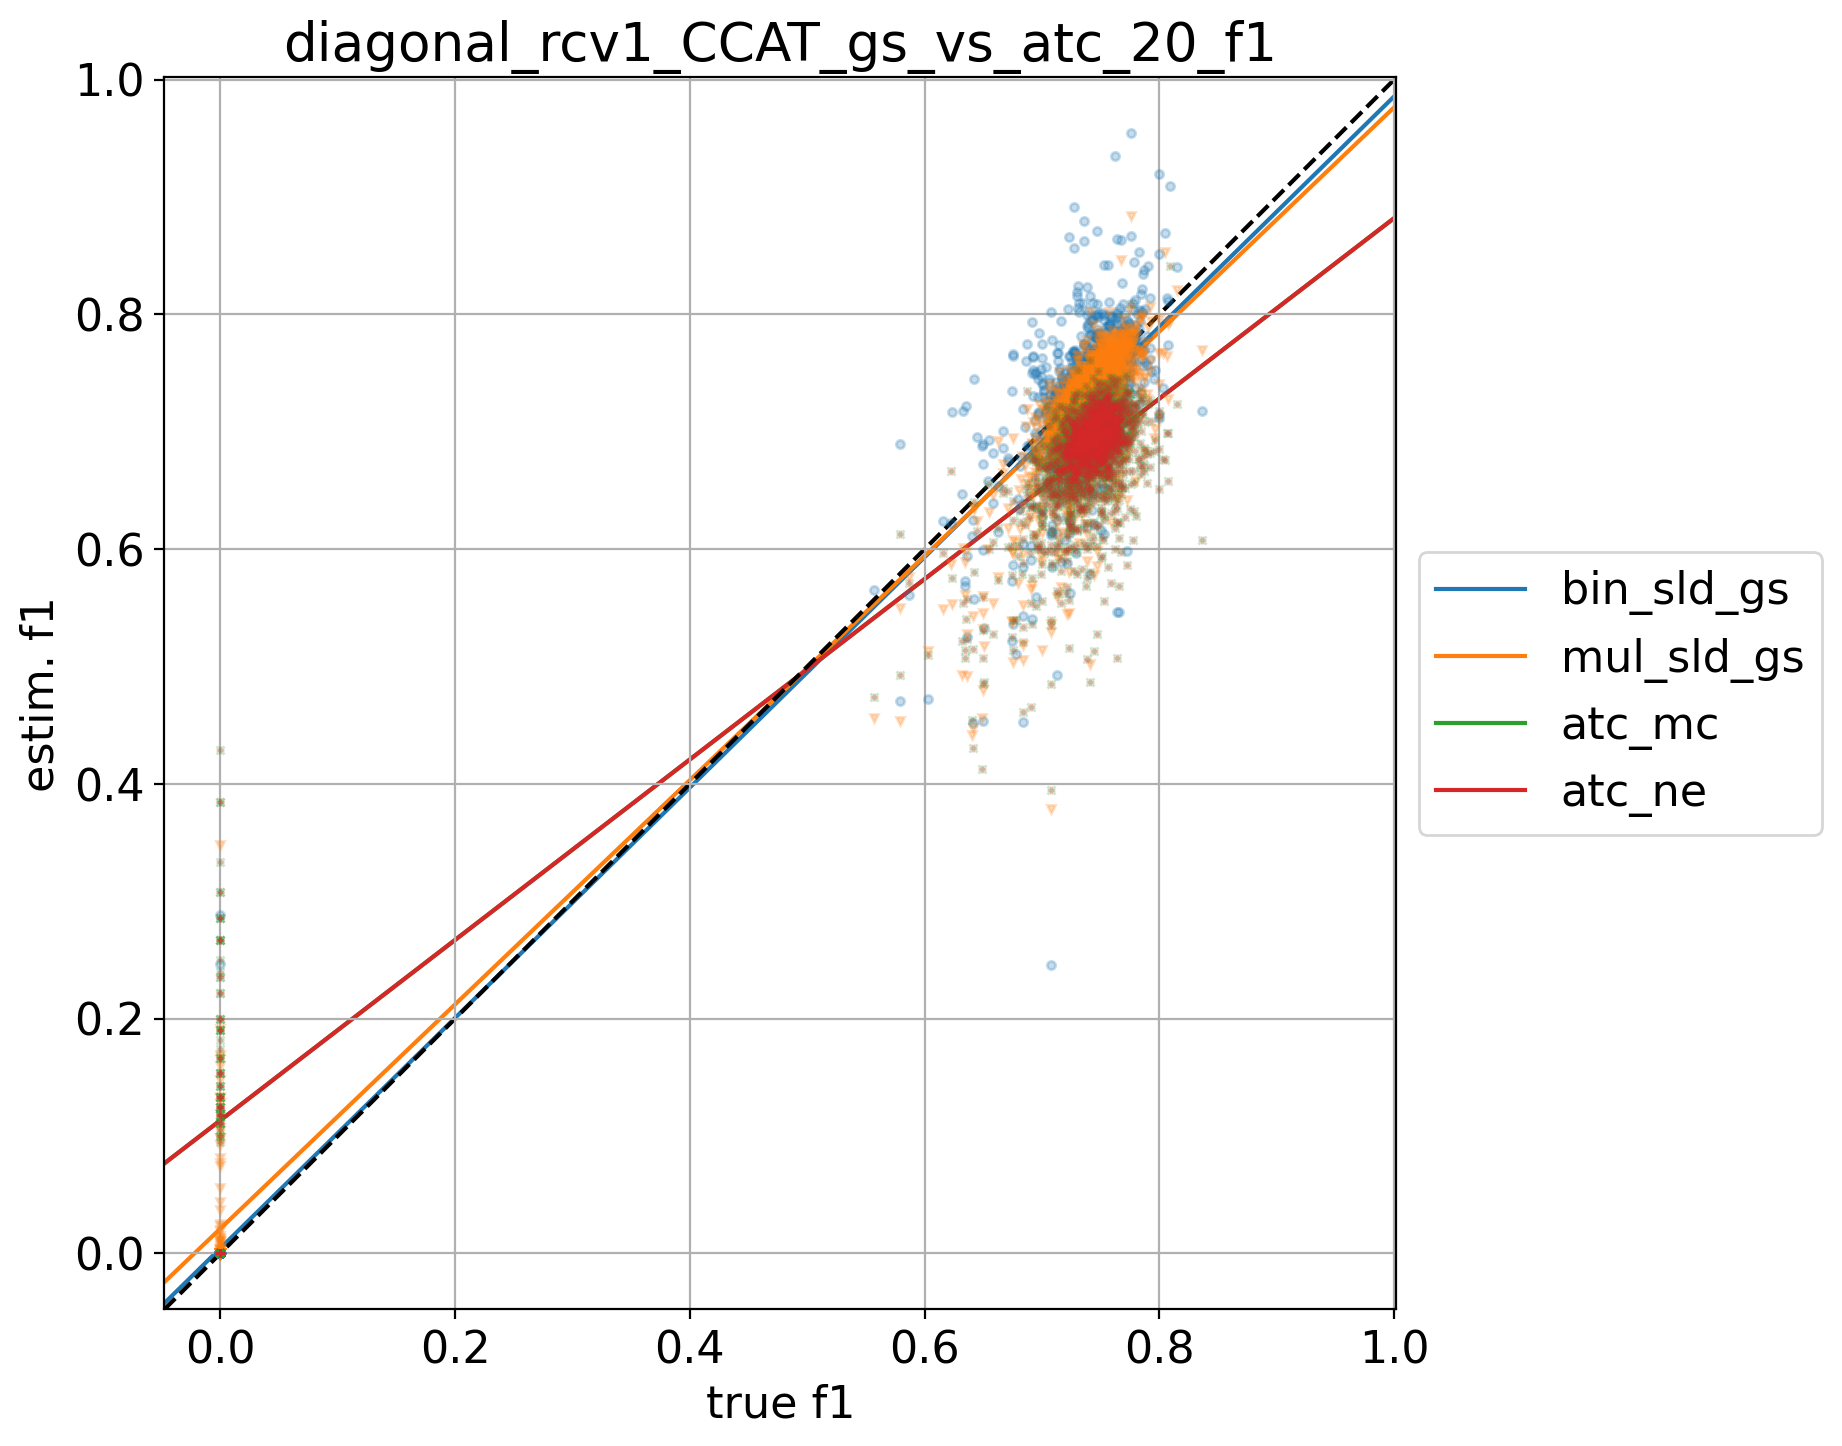 diagonal_rcv1_CCAT_gs_vs_atc_20_f1
1.0
0.8
0.6
0.4
0.2
0.0
estim. f1
0.0 0.2 0.4 0.6 0.8 1.0
true f1
bin_sld_gs
mul_sld_gs
atc_mc
atc_ne